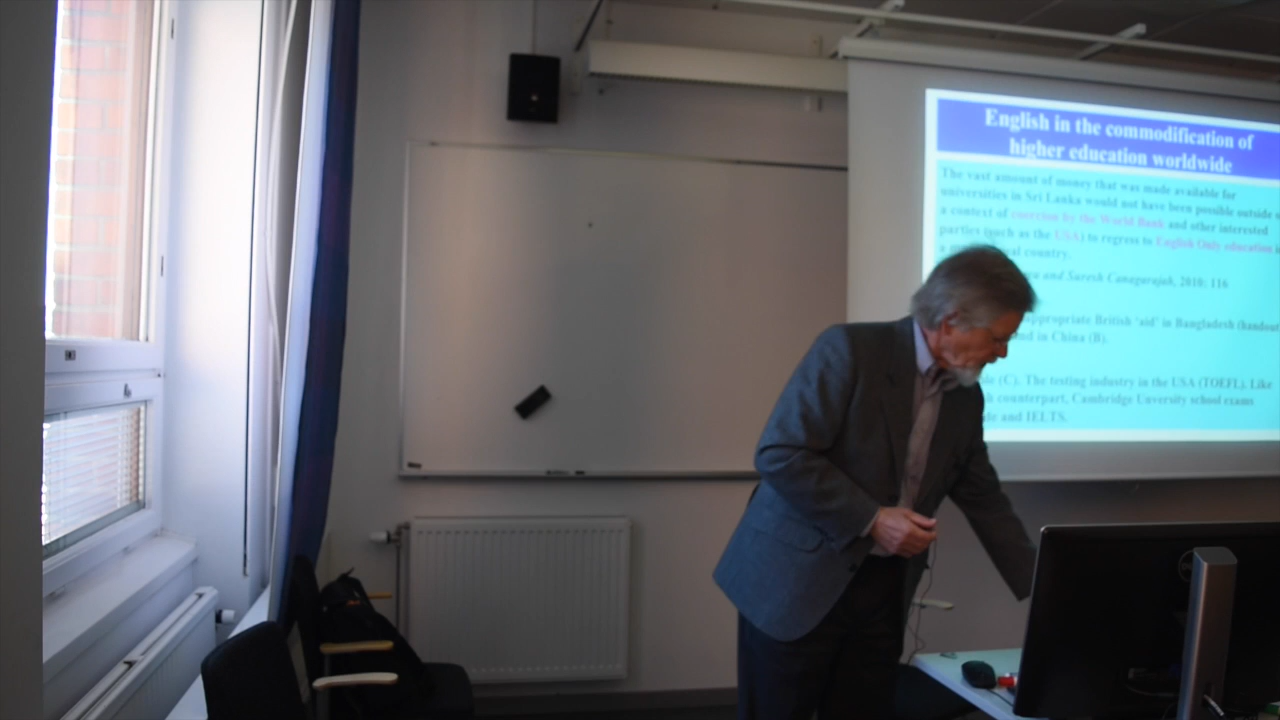 English in the commodification of
higher education worldwide
The vast amount of money that was made available for
universities in Sri Lanka would not have been possible outside
a context of coercion by the World Bank and other interested
parties (such as the USA) to regress to English Only education
country.
and Suresh Canagarajah, 2010: 116
appropriate British ‘aid’ in Bangladesh (handout
and in China (B).
(C). The testing industry in the USA (TOEFL). Like
counterpart, Cambridge Unversity school exams
and IELTS.